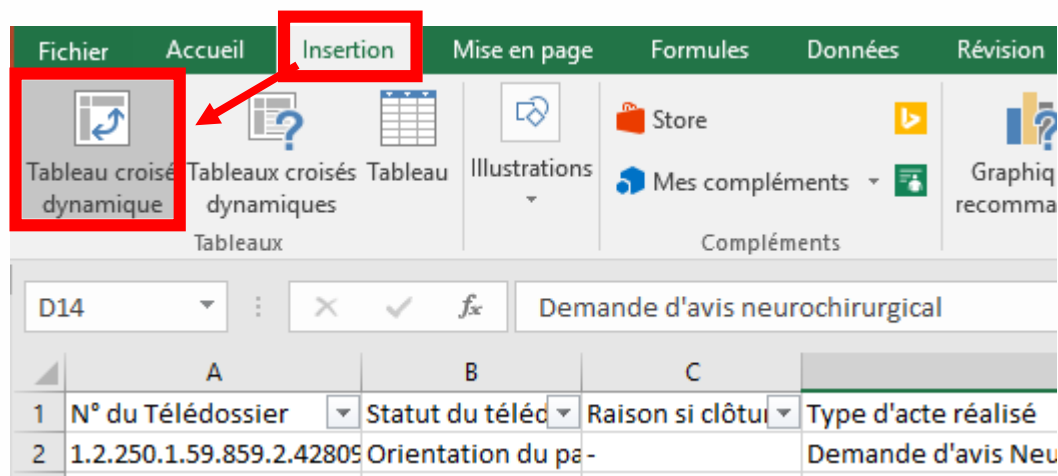 Fichier Accueil Insertion Mise en page Formules Données Révision
Tableau croisé Tableaux croisés Tableau Illustrations Store
dynamique dynamiques Mes compléments Graphiq
recomma
Tableaux Compléments
D14 fx Demande d'avis neurochirurgical
A B C
1 N° du Télédossier Statut du téléd Raison si clôtu Type d'acte réalisé
2 1.2.250.1.59.859.2.42809 Orientation du pa - Demande d'avis Neu